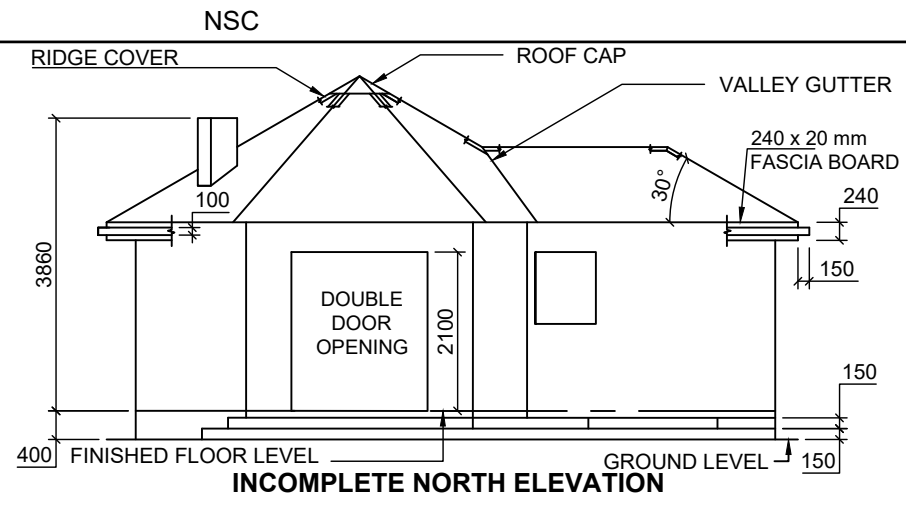 NSC
RIDGE COVER
ROOF CAP
VALLEY GUTTER
240 x 20 mm
FASCIA BOARD
30°
100
240
150
3860
DOUBLE
DOOR
OPENING
2100
150
400
FINISHED FLOOR LEVEL
GROUND LEVEL
150
INCOMPLETE NORTH ELEVATION